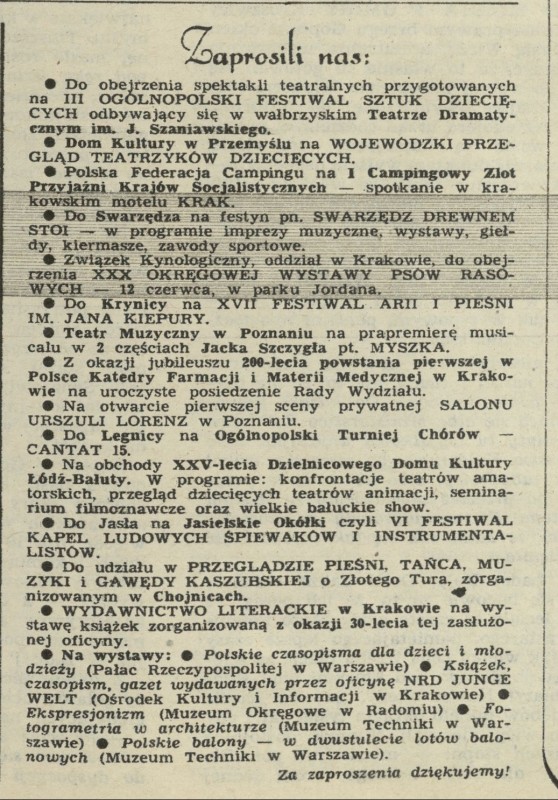 Zaprosili nas:
● Do obejrzenia spektakli teatralnych przygotowanych
na III OGÓLNOPOLSKI FESTIWAL SZTUK DZIECIĘ-
CYCH odbywający się w wałbrzyskim Teatrze Dramaty-
cznym im. J. Szaniawskiego.
● Dom Kultury w Przemyślu na WOJEWÓDZKI PRZE-
GLĄD TEATRZYKÓW DZIECIĘCYCH.
● Polska Federacja Campingu na I Campingowy Zlot
Przyjaźni Krajów Socjalistycznych — spotkanie w kra-
kowskim motelu KRAK.
● Do Swarzędza na festyn pn. SWARZĘDZ DREWNEM
STOI — w programie imprezy muzyczne, wystawy, gieł-
dy, kiermasze, zawody sportowe.
● Związek Kynologiczny, oddział w Krakowie, do obej-
rzenia XXX OKRĘGOWEJ WYSTAWY PSÓW RASO-
WYCH — 12 czerwca, w parku Jordana.
● Do Krynicy na XVII FESTIWAL ARII I PIEŚNI
IM. JANA KIEPURY.
● Teatr Muzyczny w Poznaniu na prapremierę musi-
calu w 2 częściach Jacka Szczygła pt. MYSZKA.
● Z okazji jubileuszu 200-lecia powstania pierwszej w
Polsce Katedry Farmacji i Materii Medycznej w Krako-
wie na uroczyste posiedzenie Rady Wydziału.
● Na otwarcie pierwszej sceny prywatnej SALONU
URSZULI LORENZ w Poznaniu.
● Do Legnicy na Ogólnopolski Turniej Chórów —
CANTAT 15.
● Na obchody XXV-lecia Dzielnicowego Domu Kultury
Łódź-Bałuty. W programie: konfrontacje teatrów ama-
torskich, przegląd dziecięcych teatrów animacji, semina-
rium filmoznawcze oraz wielkie bałuckie show.
● Do Jasła na Jasielskie Okółki czyli VI FESTIWAL
KAPEL LUDOWYCH ŚPIEWAKÓW I INSTRUMENTA-
LISTÓW.
● Do udziału w PRZEGLĄDZIE PIEŚNI, TAŃCA, MU-
ZYKI i GAWĘDY KASZUBSKIEJ o Złotego Tura, zorga-
nizowanym w Chojnicach.
● WYDAWNICTWO LITERACKIE w Krakowie na wy-
stawę książek zorganizowaną z okazji 30-lecia tej zasłużo-
nej oficyny.
● Na wystawy: ● Polskie czasopisma dla dzieci i mło-
dzieży (Pałac Rzeczypospolitej w Warszawie) ● Książek,
czasopism, gazet wydawanych przez oficynę NRD JUNGE
WELT (Ośrodek Kultury i Informacji w Krakowie) ●
Ekspresjonizm (Muzeum Okręgowe w Radomiu) ● Fo-
togrametria w architekturze (Muzeum Techniki w War-
szawie) ● Polskie balony — w dwustulecie lotów balo-
nowych (Muzeum Techniki w Warszawie).
Za zaproszenia dziękujemy!